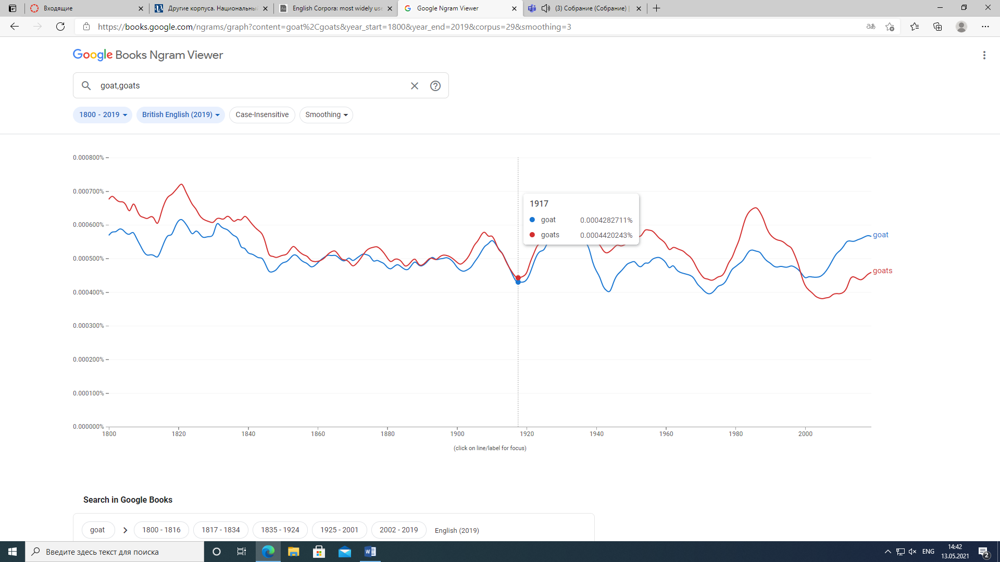 Входящие
Другие корпуса. Национальный
English Corpora: most widely use
Google Ngram Viewer
(3) Собрание (Собрание) |
https://books.google.com/ngrams/graph?content=goat%2Cgoats&year_start=1800&year_end=2019&corpus=29&smoothing=3
aあ
Google Books Ngram Viewer
goat,goats
1800 - 2019
British English (2019)
Case-Insensitive
Smoothing
0.000800%
0.000700%
0.000600%
0.000500%
0.000400%
0.000300%
0.000200%
0.000100%
0.000000%
1917
goat 0.0004282711%
goats 0.0004420243%
goat
goats
1800 1820 1840 1860 1880 1900 1920 1940 1960 1980 2000
(click on line/label for focus)
Search in Google Books
goat 1800 - 1816 1817 - 1834 1835 - 1924 1925 - 2001 2002 - 2019 English (2019)
Введите здесь текст для поиска
ENG
14:42
13.05.2021
2